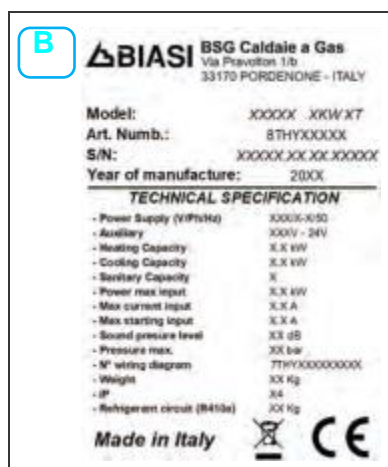 B
BIASI BSG Caldaie a Gas
Via Pravolton 1/b
33170 PORDENONE - ITALY
Model: XXXXX XKW XT
Art. Numb.: 8THYXXXXX
S/N: XXXXX.XX.XX.XXXXX
Year of manufacture: 20XX
TECHNICAL SPECIFICATION
- Power Supply (V/Ph/Hz) XXX/X-X/50
- Auxiliary XXXV - 24V
- Heating Capacity X.X kW
- Cooling Capacity X.X kW
- Sanitary Capacity X
- Power max input X.X kW
- Max current input X.X A
- Max starting input X.X A
- Sound presure level XX dB
- Pressure max. XX bar
- N° wiring diagram 7THYXXXXXXXXX
- Weight XX Kg
- IP X4
- Refrigerant circuit (R410a) XX Kg
Made in Italy CE